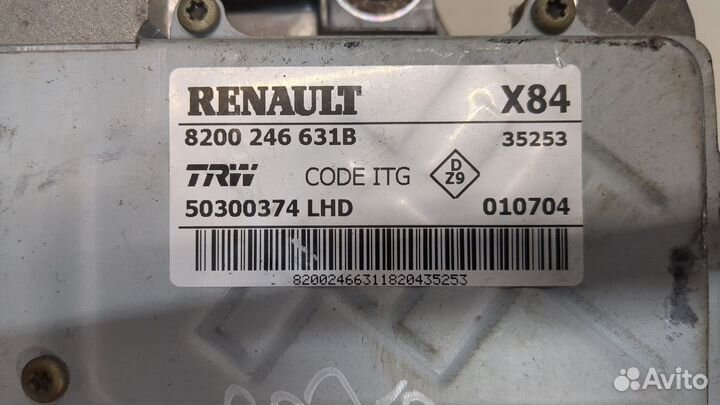 RENAULT X84
8200 246 631B 35253
TRW CODE ITG D Z9
50300374 LHD 010704
82002466311820435253
Avito